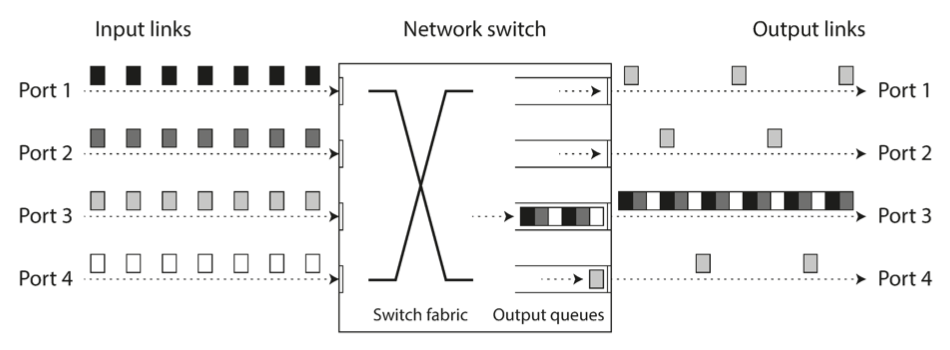 Input links
Network switch
Output links
Port 1
Port 1
Port 2
Port 2
Port 3
Port 3
Port 4
Port 4
Switch fabric
Output queues